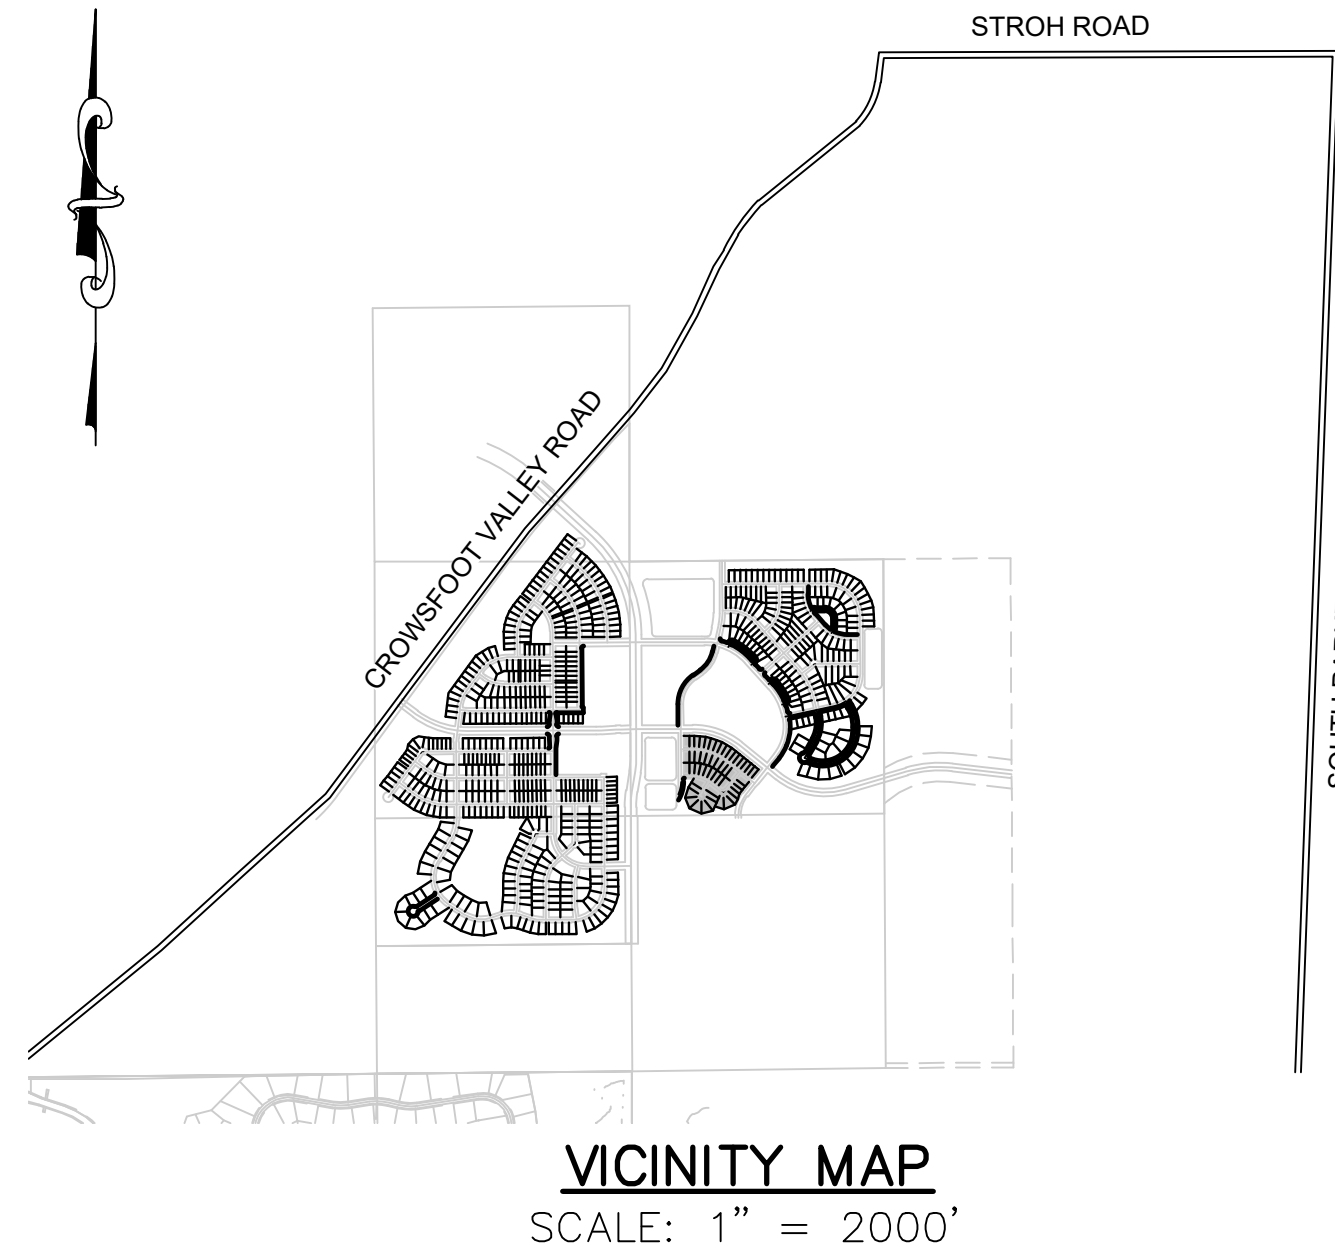 STROH ROAD
CROWSFOOT VALLEY ROAD
VICINITY MAP
SCALE: 1" = 2000'